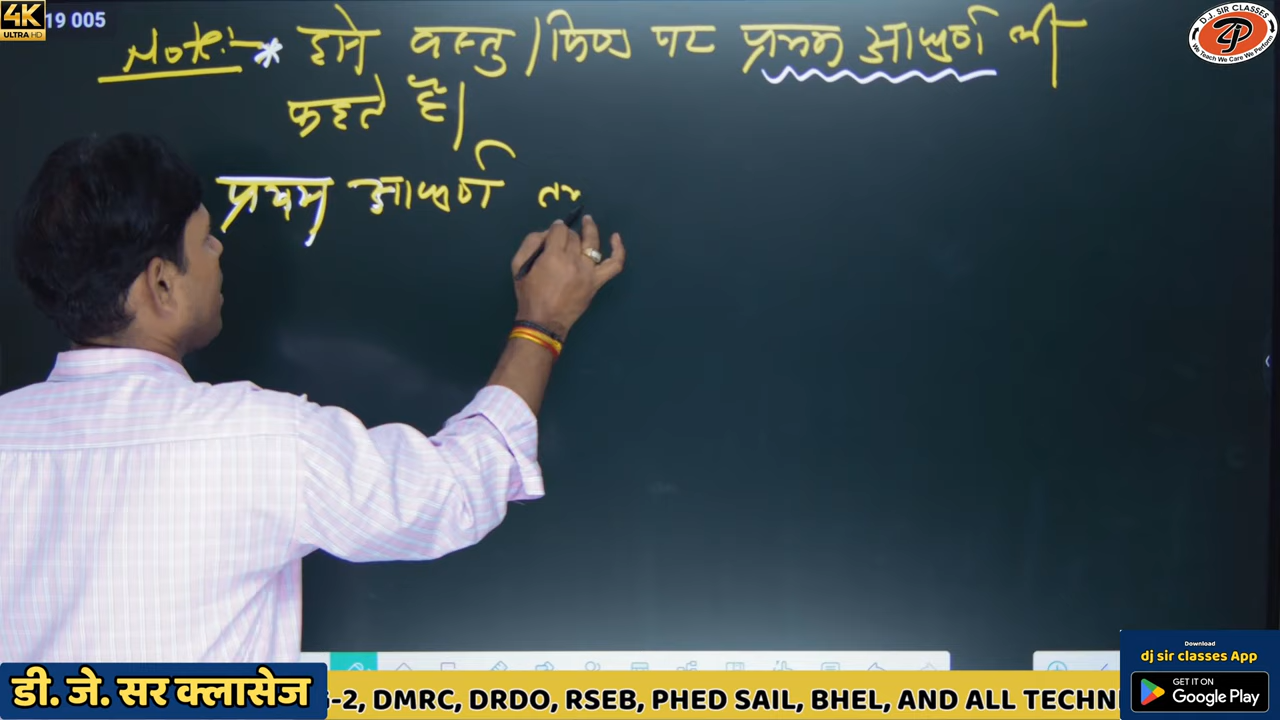 4K
ULTRA HD
19 005
Note:- * इसे वस्तु / पिण्ड पर प्रथम आघूर्ण भी
कहते हैं।
प्रथम आघूर्ण
D.J. SIR CLASSES
We Teach We Care We Perform
डी. जे. सर क्लासेज
-2, DMRC, DRDO, RSEB, PHED SAIL, BHEL, AND ALL TECHN
Download
dj sir classes App
GET IT ON
Google Play